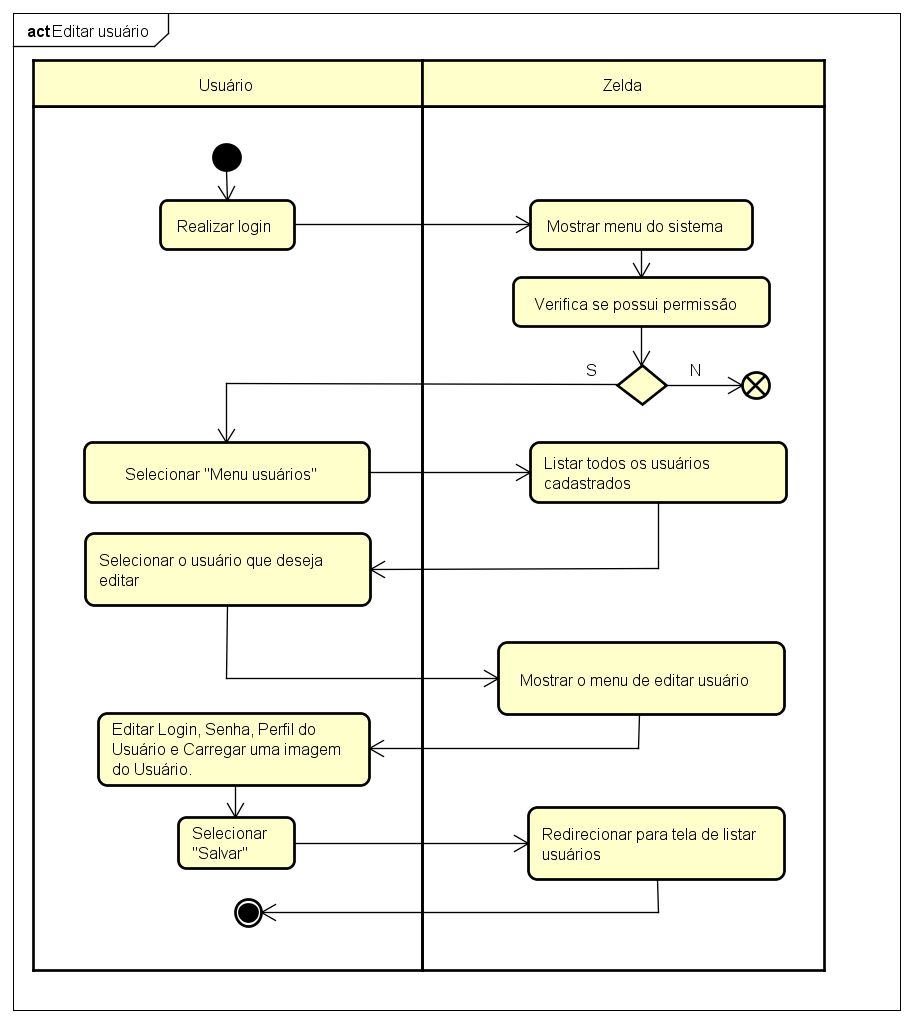 act Editar usuário
Usuário
Zelda
Realizar login
Mostrar menu do sistema
Verifica se possui permissão
S
N
Selecionar "Menu usuários"
Listar todos os usuários
cadastrados
Selecionar o usuário que deseja
editar
Mostrar o menu de editar usuário
Editar Login, Senha, Perfil do
Usuário e Carregar uma imagem
do Usuário.
Selecionar
"Salvar"
Redirecionar para tela de listar
usuários